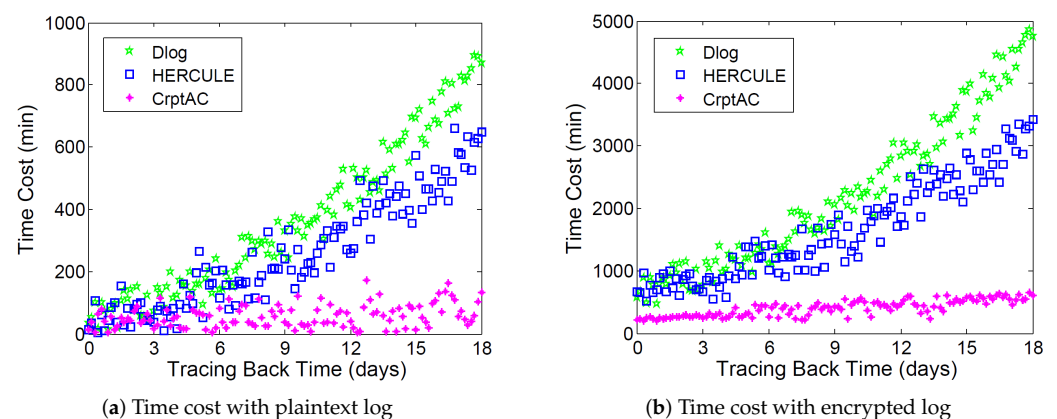 1000
800
600
400
200
0
Time Cost (min)
Dlog
HERCULE
CrptAC
0 3 6 9 12 15 18
Tracing Back Time (days)
(a) Time cost with plaintext log
5000
4000
3000
2000
1000
0
Time Cost (min)
Dlog
HERCULE
CrptAC
0 3 6 9 12 15 18
Tracing Back Time (days)
(b) Time cost with encrypted log